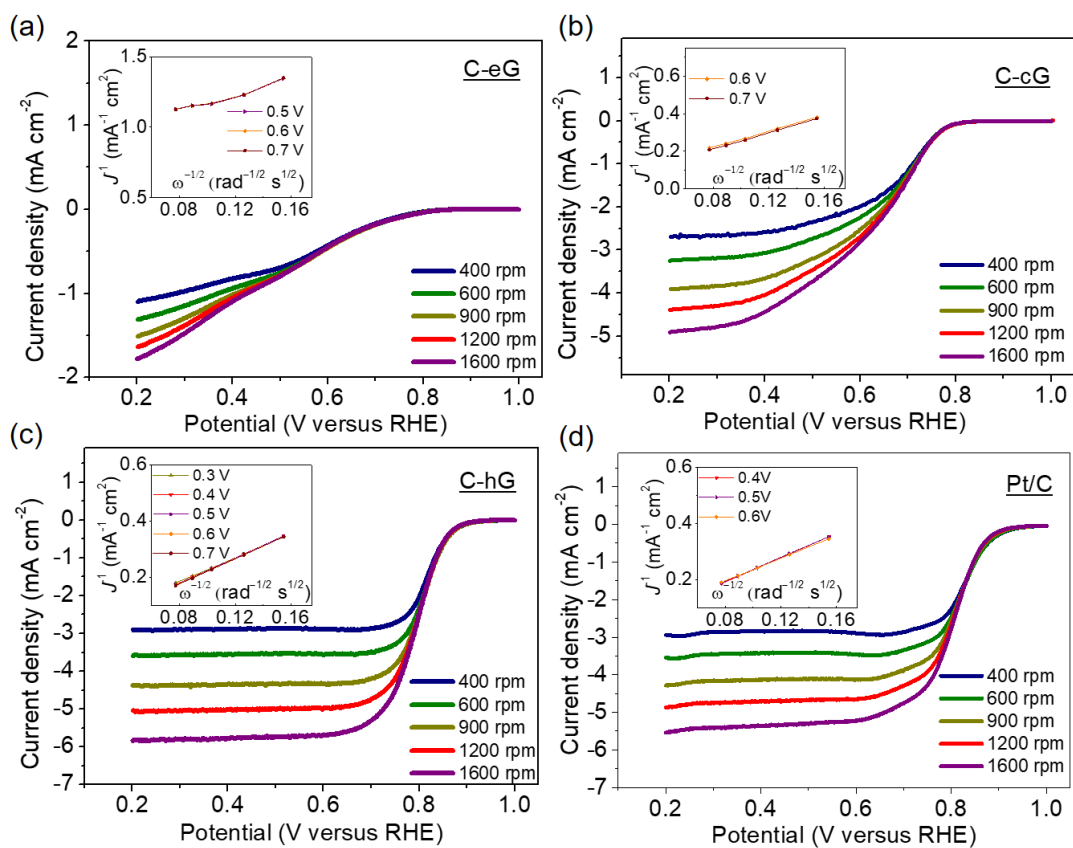 (a)
C-eG
2
1
0
-1
-2
Current density (mA cm⁻²)
1.5
1.0
0.5
J⁻¹ (mA⁻¹ cm²)
0.5 V
0.6 V
0.7 V
ω⁻¹/² (rad⁻¹/² s¹/²)
0.08 0.12 0.16
400 rpm
600 rpm
900 rpm
1200 rpm
1600 rpm
0.2 0.4 0.6 0.8 1.0
Potential (V versus RHE)
(b)
C-cG
1
0
-1
-2
-3
-4
-5
Current density (mA cm⁻²)
0.6
0.4
0.2
0.0
J⁻¹ (mA⁻¹ cm²)
0.6 V
0.7 V
ω⁻¹/² (rad⁻¹/² s¹/²)
0.08 0.12 0.16
400 rpm
600 rpm
900 rpm
1200 rpm
1600 rpm
0.2 0.4 0.6 0.8 1.0
Potential (V versus RHE)
(c)
C-hG
1
0
-1
-2
-3
-4
-5
-6
-7
Current density (mA cm⁻²)
0.6
0.4
0.2
J⁻¹ (mA⁻¹ cm²)
0.3 V
0.4 V
0.5 V
0.6 V
0.7 V
ω⁻¹/² (rad⁻¹/² s¹/²)
0.08 0.12 0.16
400 rpm
600 rpm
900 rpm
1200 rpm
1600 rpm
0.2 0.4 0.6 0.8 1.0
Potential (V versus RHE)
(d)
Pt/C
1
0
-1
-2
-3
-4
-5
-6
-7
Current density (mA cm⁻²)
0.6
0.4
0.2
J⁻¹ (mA⁻¹ cm²)
0.4V
0.5V
0.6V
ω⁻¹/² (rad⁻¹/² s¹/²)
0.08 0.12 0.16
400 rpm
600 rpm
900 rpm
1200 rpm
1600 rpm
0.2 0.4 0.6 0.8 1.0
Potential (V versus RHE)